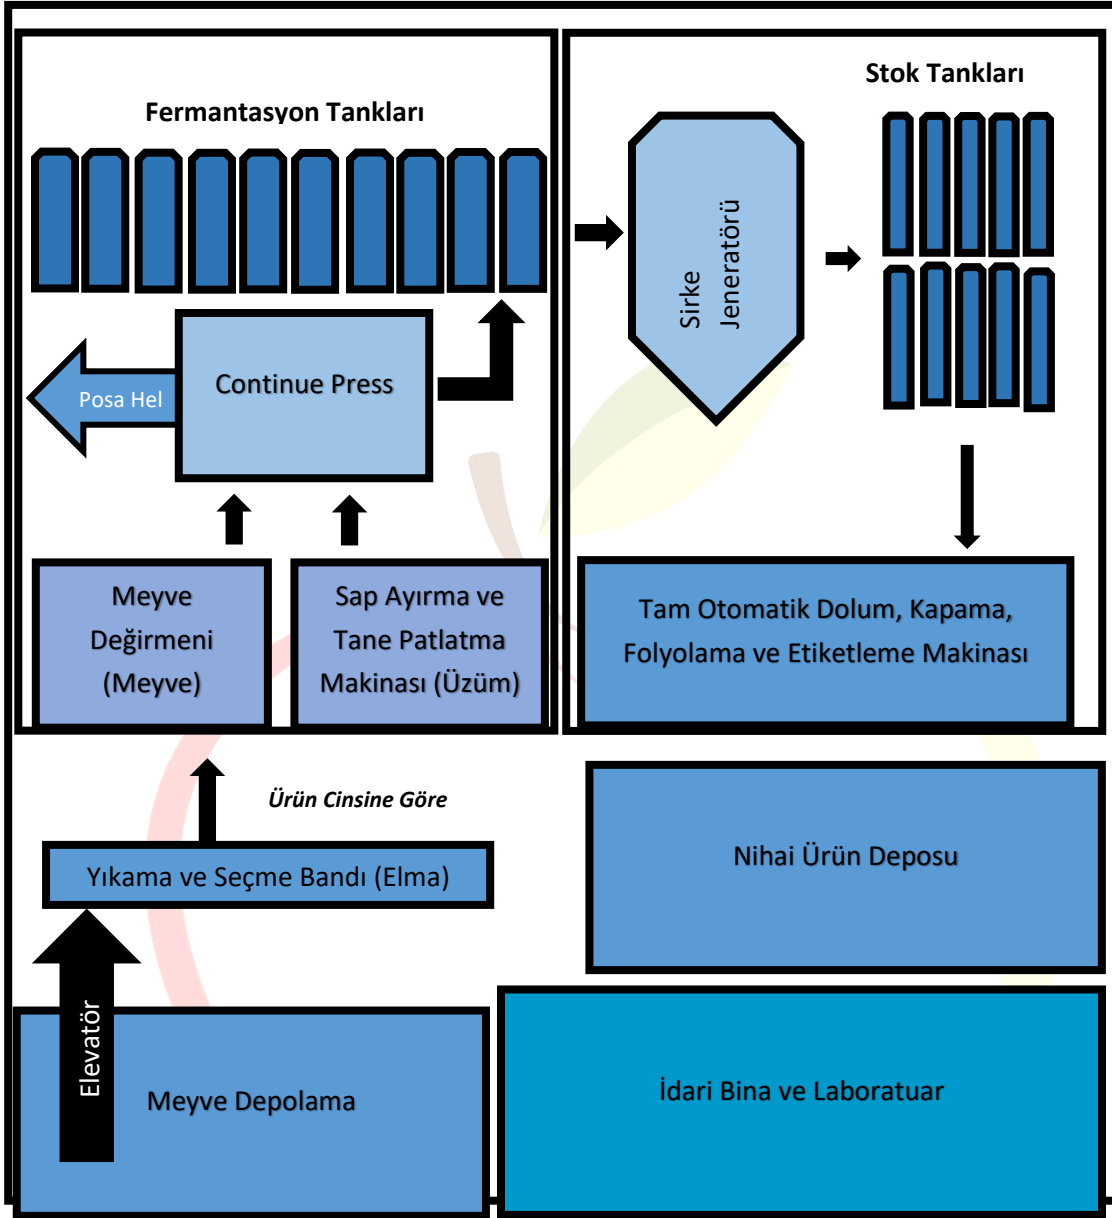 Stok Tankları
Fermantasyon Tankları
Sirke
Jeneratörü
Continue Press
Posa Hel
Meyve
Değirmeni
(Meyve)
Sap Ayırma ve
Tane Patlatma
Makinası (Üzüm)
Tam Otomatik Dolum, Kapama,
Folyolama ve Etiketleme Makinası
Ürün Cinsine Göre
Yıkama ve Seçme Bandı (Elma)
Nihai Ürün Deposu
Elevatör
Meyve Depolama
İdari Bina ve Laboratuar